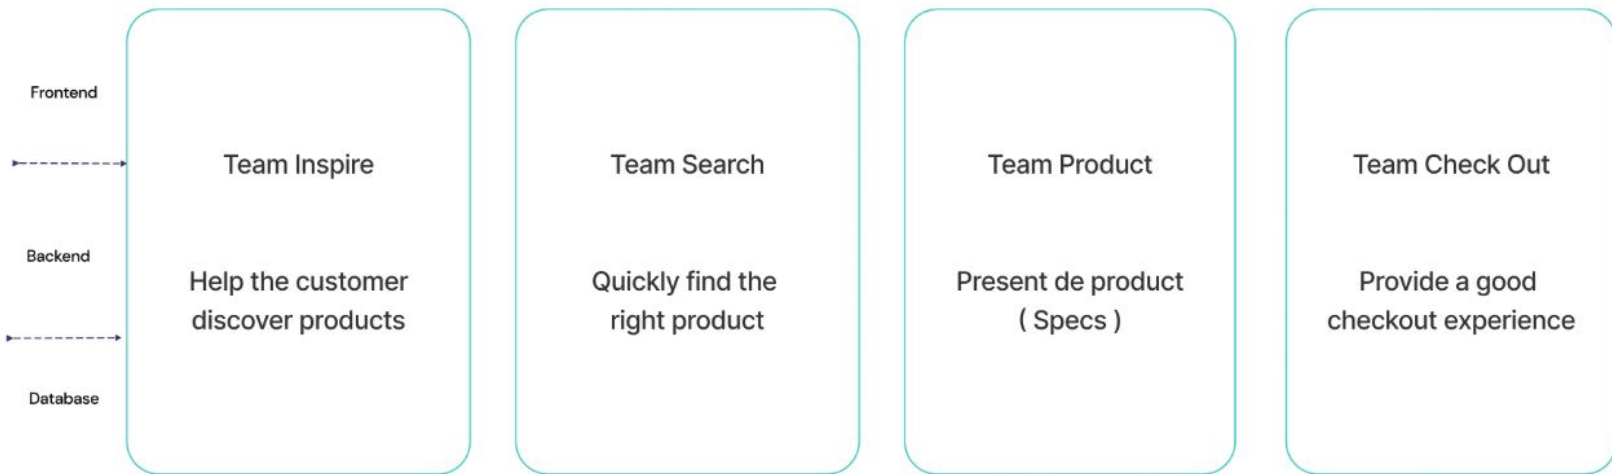 Frontend
Backend
Database
Team Inspire
Help the customer
discover products
Team Search
Quickly find the
right product
Team Product
Present de product
( Specs )
Team Check Out
Provide a good
checkout experience